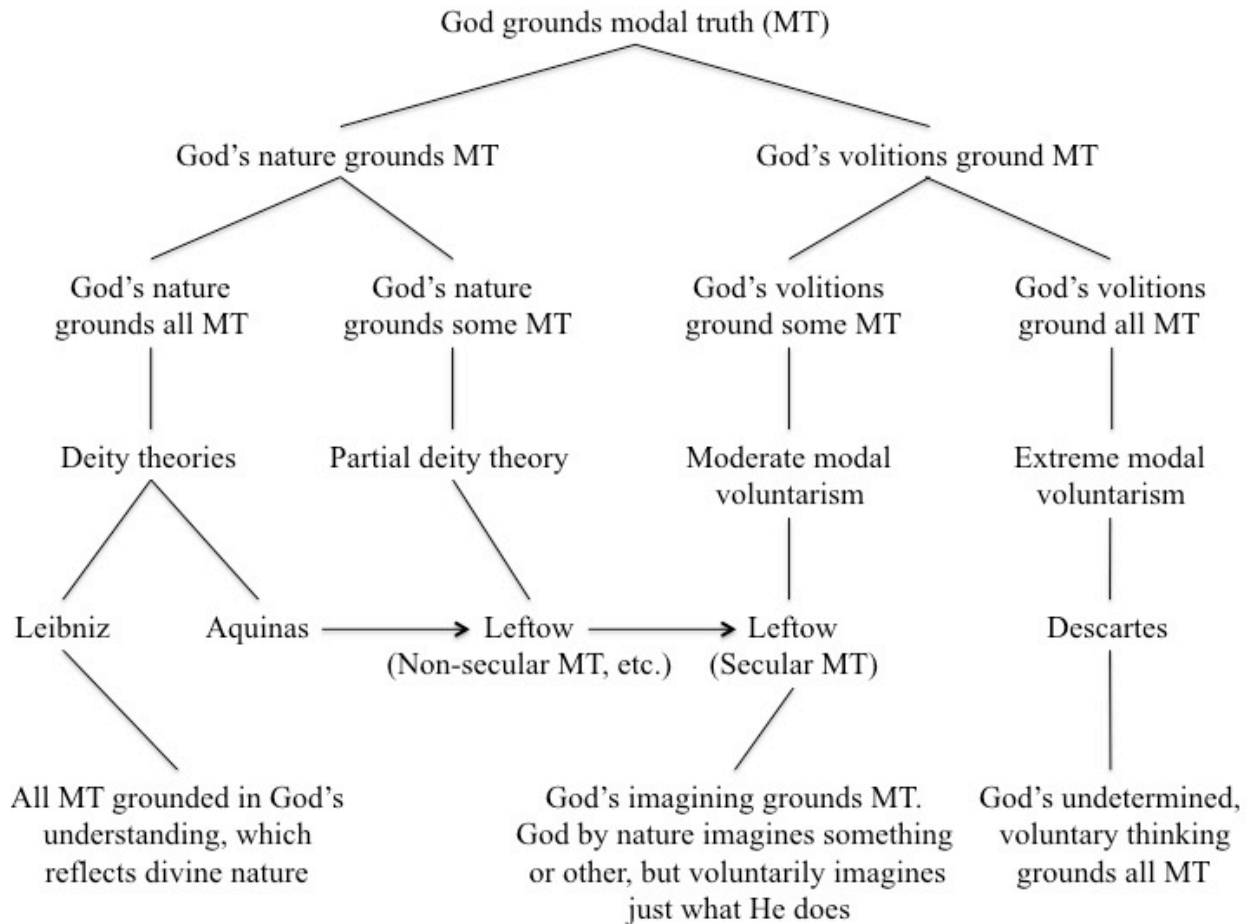 God grounds modal truth (MT)
God’s nature grounds MT
God’s volitions ground MT
God’s nature
grounds all MT
God’s nature
grounds some MT
God’s volitions
ground some MT
God’s volitions
ground all MT
Deity theories
Partial deity theory
Moderate modal
voluntarism
Extreme modal
voluntarism
Leibniz
Aquinas
Leftow
(Non-secular MT, etc.)
Leftow
(Secular MT)
Descartes
All MT grounded in God’s
understanding, which
reflects divine nature
God’s imagining grounds MT.
God by nature imagines something
or other, but voluntarily imagines
just what He does
God’s undetermined,
voluntary thinking
grounds all MT